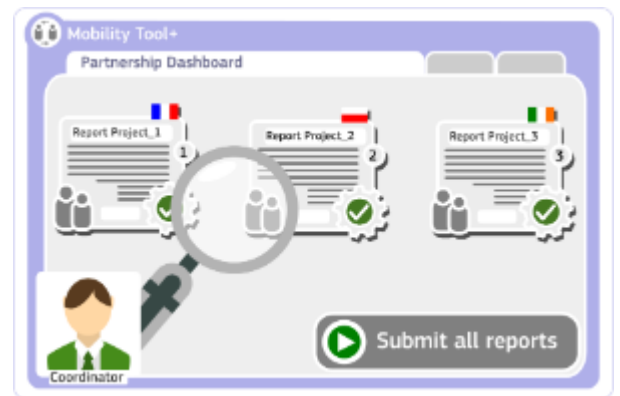 Mobility Tool+
Partnership Dashboard
Report Project_1
Report Project_2
Report Project_3
1
2
3
Submit all reports
Coordinator